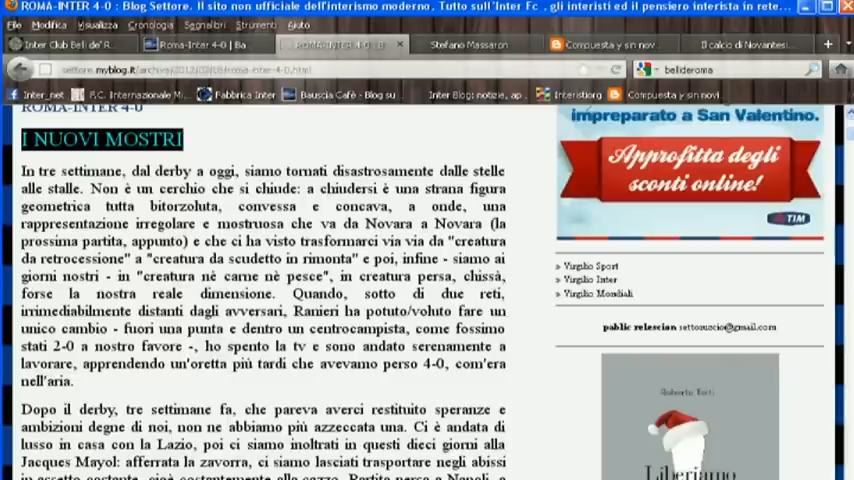 ROMA-INTER 4-0 : Blog Settore. Il sito non ufficiale dell'interismo moderno. Tutto sull'Inter Fc , gli interisti ed il pensiero interista in rete...
File Modifica Visualizza Cronologia Segnalibri Strumenti Aiuto
Inter Club Bell de' R... Roma-Inter 4-0 | Ba... ROMA-INTER 4-0 : B... Stefano Massaron Compuesta y sin nov... Il calcio di Novantesi...
settore.myblog.it/archive/2012/02/06/roma-inter-4-0.html belliderom​a
Inter_net P.C. Internazionale Mi... Fabbrica Inter Bauscia Cafè - Blog su... Inter Blog: notizie, ap... Interistiorg Compuesta y sin novi...
ROMA-INTER 4-0
I NUOVI MOSTRI
In tre settimane, dal derby a oggi, siamo tornati disastrosamente dalle stelle
alle stalle. Non è un cerchio che si chiude: a chiudersi è una strana figura
geometrica tutta bitorzoluta, convessa e concava, a onde, una
rappresentazione irregolare e mostruosa che va da Novara a Novara (la
prossima partita, appunto) e che ci ha visto trasformarci via via da "creatura
da retrocessione" a "creatura da scudetto in rimonta" e poi, infine - siamo ai
giorni nostri - in "creatura nè carne nè pesce", in creatura persa, chissà,
forse la nostra reale dimensione. Quando, sotto di due reti,
irrimediabilmente distanti dagli avversari, Ranieri ha potuto/voluto fare un
unico cambio - fuori una punta e dentro un centrocampista, come fossimo
stati 2-0 a nostro favore -, ho spento la tv e sono andato serenamente a
lavorare, apprendendo un'oretta più tardi che avevamo perso 4-0, com'era
nell'aria.
Dopo il derby, tre settimane fa, che pareva averci restituito speranze e
ambizioni degne di noi, non ne abbiamo più azzeccata una. Ci è andata di
lusso in casa con la Lazio, poi ci siamo inoltrati in questi dieci giorni alla
Jacques Mayol: afferrata la zavorra, ci siamo lasciati trasportare negli abissi
in assetto costante, cioè costantemente alla cazzo. Partita persa a Napoli, e
impreparato a San Valentino.
Approfitta degli
sconti online!
TIM
» Virgilio Sport
» Virgilio Inter
» Virgilio Mondiali
public relescion settoruccio@gmail.com
Roberto Torti
Liberiamo